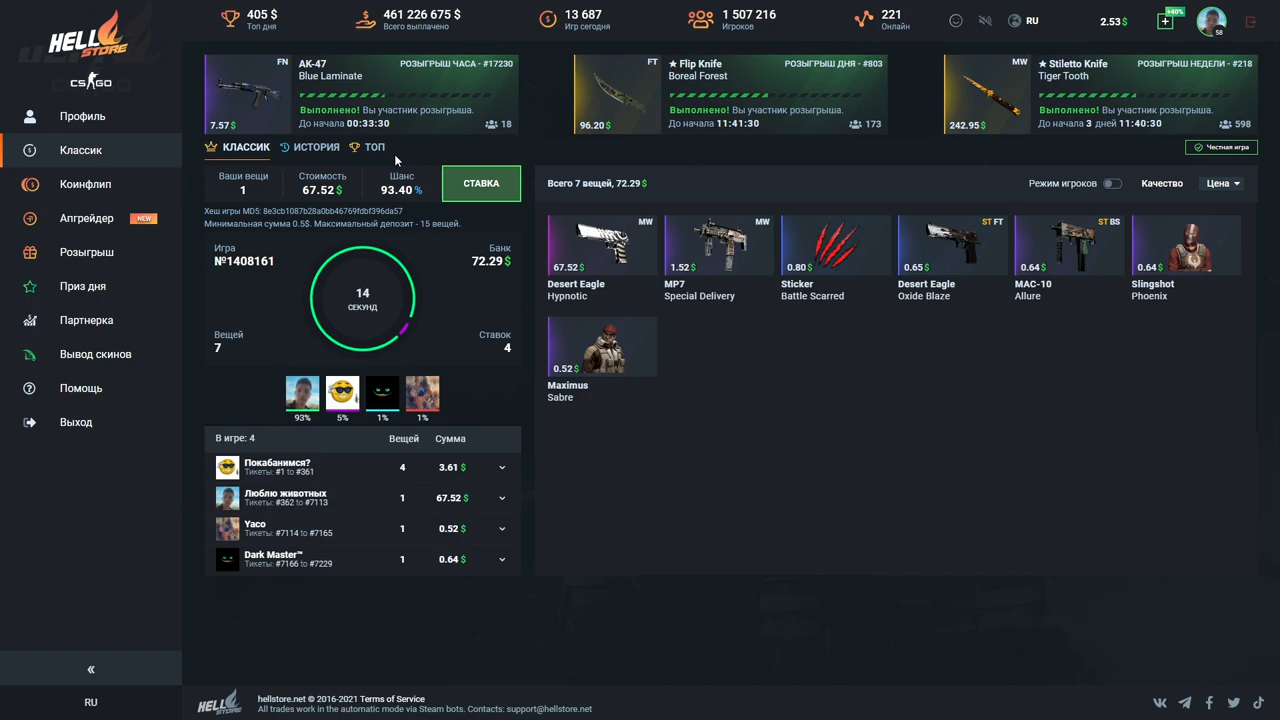 HELL STORE
CS:GO
405 $
Топ дня
461 226 675 $
Всего выплачено
13 687
Игр сегодня
1 507 216
Игроков
221
Онлайн
RU
2.53 $
+40%
58
Профиль
Классик
Коинфлип
Апгрейдер NEW
Розыгрыш
Приз дня
Партнерка
Вывод скинов
Помощь
Выход
«
RU
FN
7.57 $
AK-47
Blue Laminate
РОЗЫГРЫШ ЧАСА - #17230
Выполнено! Вы участник розыгрыша.
До начала 00:33:30
18
FT
96.20 $
★ Flip Knife
Boreal Forest
РОЗЫГРЫШ ДНЯ - #803
Выполнено! Вы участник розыгрыша.
До начала 11:41:30
173
MW
242.95 $
★ Stiletto Knife
Tiger Tooth
РОЗЫГРЫШ НЕДЕЛИ - #218
Выполнено! Вы участник розыгрыша.
До начала 3 дней 11:40:30
598
КЛАССИК
ИСТОРИЯ
ТОП
Честная игра
Ваши вещи
1
Стоимость
67.52 $
Шанс
93.40 %
СТАВКА
Хеш игры MD5: 8e3cb1087b28a0bb46769fdbf396da57
Минимальная сумма 0.5$. Максимальный депозит - 15 вещей.
Игра
№1408161
Банк
72.29 $
14
СЕКУНД
Вещей
7
Ставок
4
93%
5%
1%
1%
В игре: 4 Вещей Сумма
Покабанимся? 4 3.61 $
Тикеты: #1 to #361
Люблю животных 1 67.52 $
Тикеты: #362 to #7113
Yaco 1 0.52 $
Тикеты: #7114 to #7165
Dark Master™ 1 0.64 $
Тикеты: #7166 to #7229
Всего 7 вещей, 72.29 $
Режим игроков
Качество
Цена
MW
67.52 $
Desert Eagle
Hypnotic
MW
1.52 $
MP7
Special Delivery
0.80 $
Sticker
Battle Scarred
ST FT
0.65 $
Desert Eagle
Oxide Blaze
ST BS
0.64 $
MAC-10
Allure
0.64 $
Slingshot
Phoenix
0.52 $
Maximus
Sabre
HELL STORE
hellstore.net © 2016-2021 Terms of Service
All trades work in the automatic mode via Steam bots. Contacts: support@hellstore.net